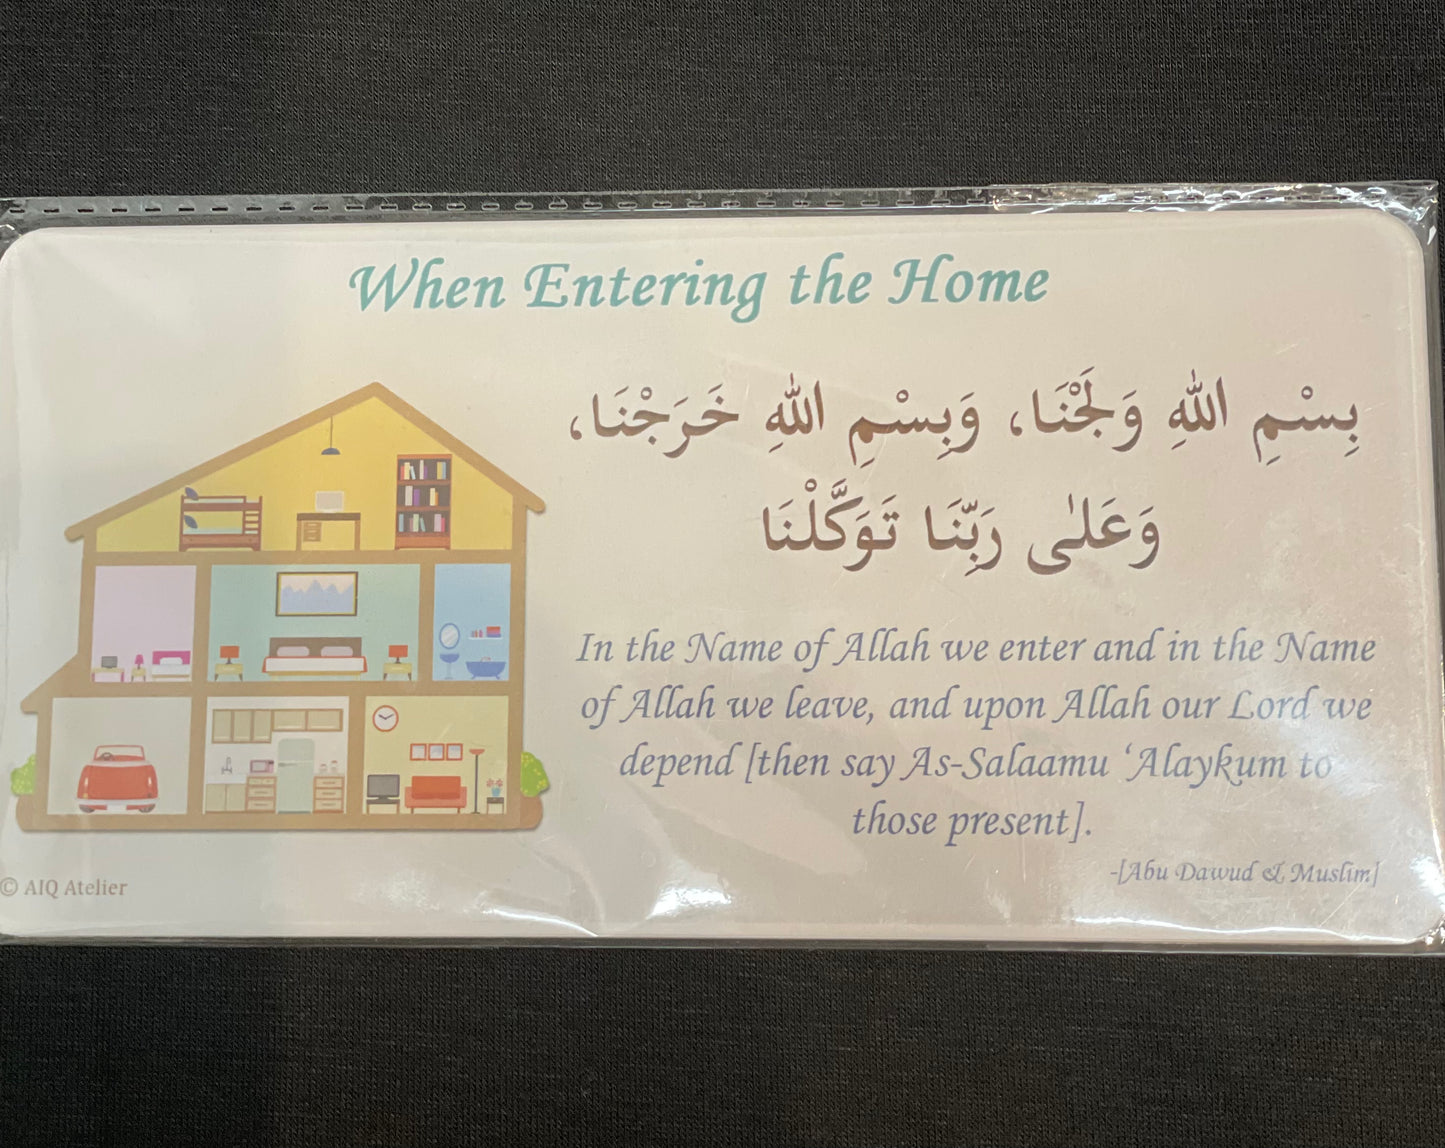 When Entering the Home
بِسْمِ اللّٰهِ وَلَجْنَا، وَبِسْمِ اللّٰهِ خَرَجْنَا،
وَعَلٰى رَبِّنَا تَوَكَّلْنَا
In the Name of Allah we enter and in the Name
of Allah we leave, and upon Allah our Lord we
depend [then say As-Salaamu ‘Alaykum to
those present].
-[Abu Dawud & Muslim]
© AIQ Atelier